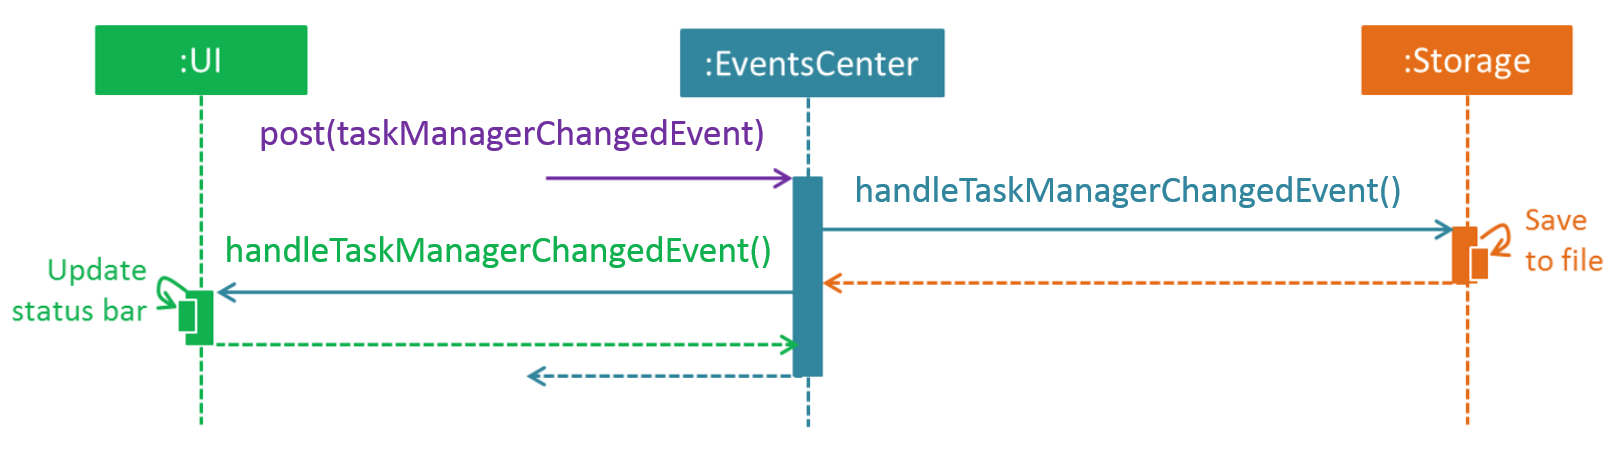 :UI
:EventsCenter
:Storage
post(taskManagerChangedEvent)
handleTaskManagerChangedEvent()
Save
to file
handleTaskManagerChangedEvent()
Update
status bar